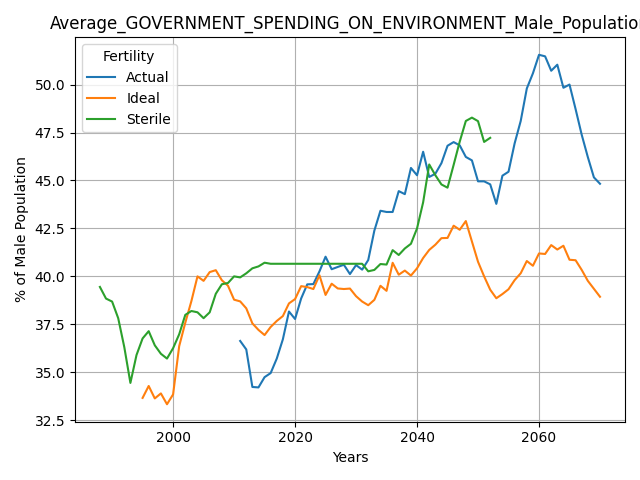 Average_GOVERNMENT_SPENDING_ON_ENVIRONMENT_Male_Population
Fertility
Actual
Ideal
Sterile
50.0
47.5
45.0
42.5
40.0
37.5
35.0
32.5
% of Male Population
2000 2020 2040 2060
Years